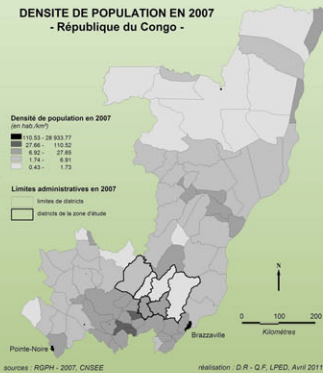 DENSITE DE POPULATION EN 2007
- République du Congo -
Densité de population en 2007
(en hab./km²)
110.53 - 28 933.77
27.66 - 110.52
6.92 - 27.65
1.74 - 6.91
0.43 - 1.73
Limites administratives en 2007
limites de districts
districts de la zone d'étude
N
0 100 200
Kilomètres
Brazzaville
Pointe-Noire
sources : RGPH - 2007, CNSEE
réalisation : D.R - Q.F, LPED, Avril 2011